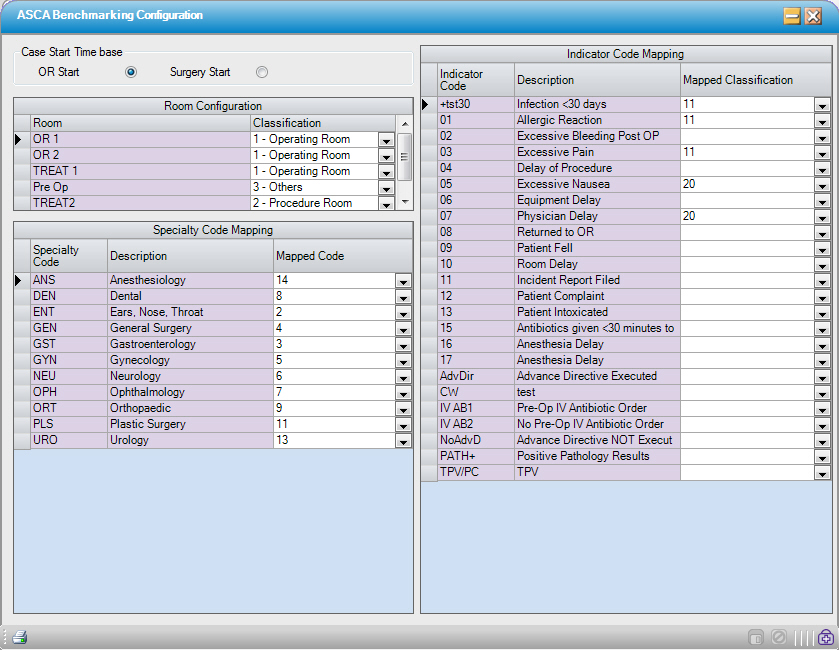 ASCA Benchmarking Configuration
Case Start Time base
OR Start Surgery Start
Room Configuration
Room Classification
OR 1 1 - Operating Room
OR 2 1 - Operating Room
TREAT 1 1 - Operating Room
Pre Op 3 - Others
TREAT2 2 - Procedure Room
Specialty Code Mapping
Specialty Code Description Mapped Code
ANS Anesthesiology 14
DEN Dental 8
ENT Ears, Nose, Throat 2
GEN General Surgery 4
GST Gastroenterology 3
GYN Gynecology 5
NEU Neurology 6
OPH Ophthalmology 7
ORT Orthopaedic 9
PLS Plastic Surgery 11
URO Urology 13
Indicator Code Mapping
Indicator Code Description Mapped Classification
+tst30 Infection <30 days 11
01 Allergic Reaction 11
02 Excessive Bleeding Post OP
03 Excessive Pain 11
04 Delay of Procedure
05 Excessive Nausea 20
06 Equipment Delay
07 Physician Delay 20
08 Returned to OR
09 Patient Fell
10 Room Delay
11 Incident Report Filed
12 Patient Complaint
13 Patient Intoxicated
15 Antibiotics given <30 minutes to
16 Anesthesia Delay
17 Anesthesia Delay
AdvDir Advance Directive Executed
CW test
IV AB1 Pre-Op IV Antibiotic Order
IV AB2 No Pre-Op IV Antibiotic Order
NoAdvD Advance Directive NOT Execut
PATH+ Positive Pathology Results
TPV/PC TPV